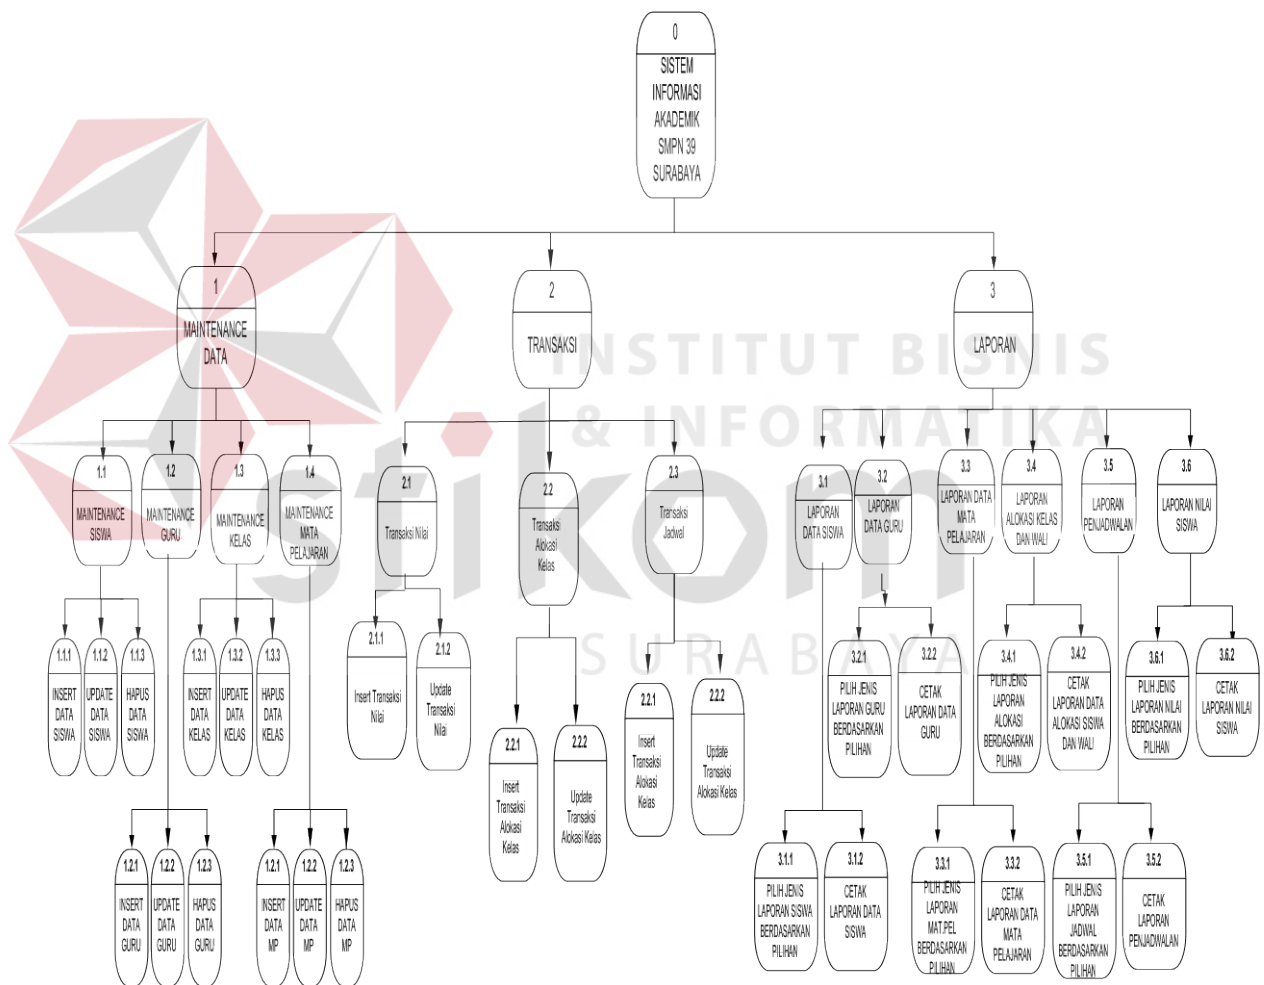 0
SISTEM
INFORMASI
AKADEMIK
SMPN 39
SURABAYA
1
MAINTENANCE
DATA
2
TRANSAKSI
3
LAPORAN
INSTITUT BISNIS
& INFORMATIKA
stikom
SURABAYA
1.1
MAINTENANCE
SISWA
1.2
MAINTENANCE
GURU
1.3
MAINTENANCE
KELAS
1.4
MAINTENANCE
MATA
PELAJARAN
2.1
Transaksi Nilai
2.2
Transaksi
Alokasi
Kelas
2.3
Transaksi
Jadwal
3.1
LAPORAN
DATA SISWA
3.2
LAPORAN
DATA GURU
3.3
LAPORAN DATA
MATA
PELAJARAN
3.4
LAPORAN
ALOKASI KELAS
DAN WALI
3.5
LAPORAN
PENJADWALAN
3.6
LAPORAN NILAI
SISWA
1.1.1
INSERT
DATA
SISWA
1.1.2
UPDATE
DATA
SISWA
1.1.3
HAPUS
DATA
SISWA
1.3.1
INSERT
DATA
KELAS
1.3.2
UPDATE
DATA
KELAS
1.3.3
HAPUS
DATA
KELAS
2.1.1
Insert Transaksi
Nilai
2.1.2
Update
Transaksi
Nilai
2.2.1
Insert
Transaksi
Alokasi
Kelas
2.2.2
Update
Transaksi
Alokasi Kelas
2.2.1
Insert
Transaksi
Alokasi
Kelas
2.2.2
Update
Transaksi
Alokasi Kelas
3.2.1
PILIH JENIS
LAPORAN GURU
BERDASARKAN
PILIHAN
3.2.2
CETAK
LAPORAN DATA
GURU
3.4.1
PILIH JENIS
LAPORAN
ALOKASI
BERDASARKAN
PILIHAN
3.4.2
CETAK
LAPORAN DATA
ALOKASI SISWA
DAN WALI
3.6.1
PILIH JENIS
LAPORAN NILAI
BERDASARKAN
PILIHAN
3.6.2
CETAK
LAPORAN NILAI
SISWA
1.2.1
INSERT
DATA
GURU
1.2.2
UPDATE
DATA
GURU
1.2.3
HAPUS
DATA
GURU
1.2.1
INSERT
DATA
MP
1.2.2
UPDATE
DATA
MP
1.2.3
HAPUS
DATA
MP
3.1.1
PILIH JENIS
LAPORAN SISWA
BERDASARKAN
PILIHAN
3.1.2
CETAK
LAPORAN DATA
SISWA
3.3.1
PILIH JENIS
LAPORAN
MAT.PEL
BERDASARKAN
PILIHAN
3.3.2
CETAK
LAPORAN DATA
MATA
PELAJARAN
3.5.1
PILIH JENIS
LAPORAN
JADWAL
BERDASARKAN
PILIHAN
3.5.2
CETAK
LAPORAN
PENJADWALAN